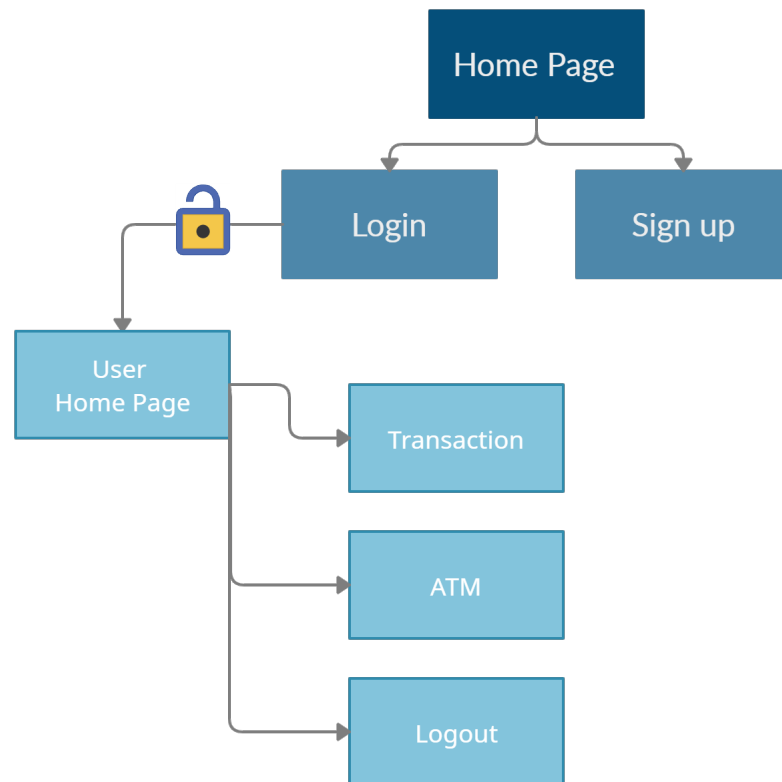 Home Page
Login
Sign up
User
Home Page
Transaction
ATM
Logout